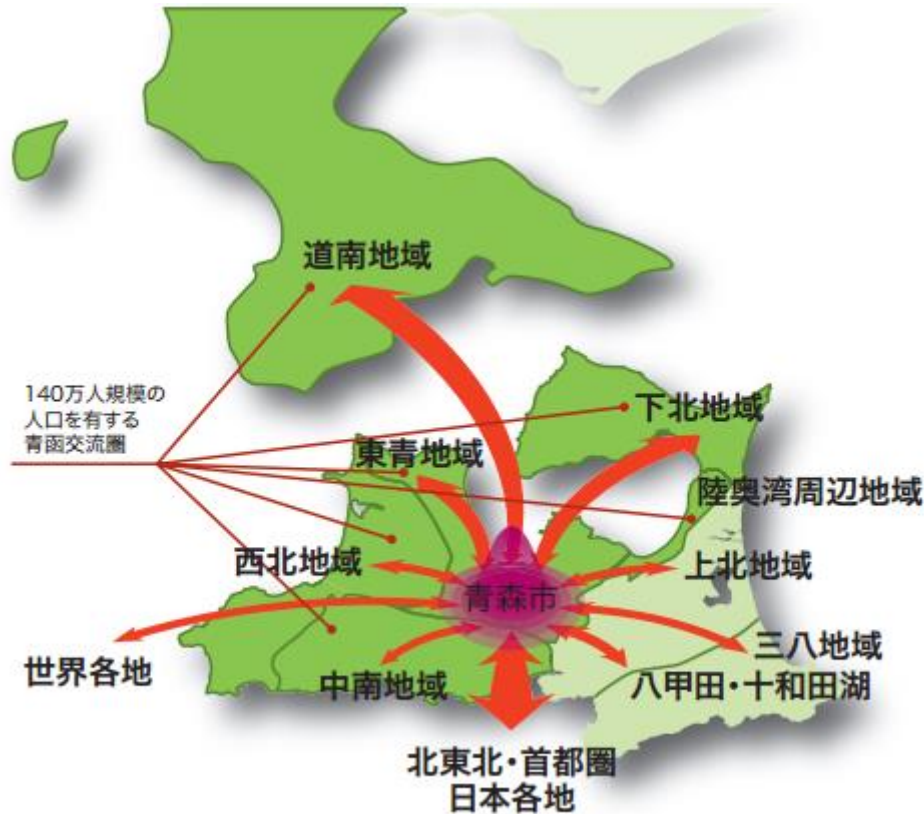 道南地域
140万人規模の
人口を有する
青函交流圏
下北地域
東青地域
陸奥湾周辺地域
西北地域
上北地域
青森市
世界各地
三八地域
中南地域
八甲田・十和田湖
北東北・首都圏
日本各地